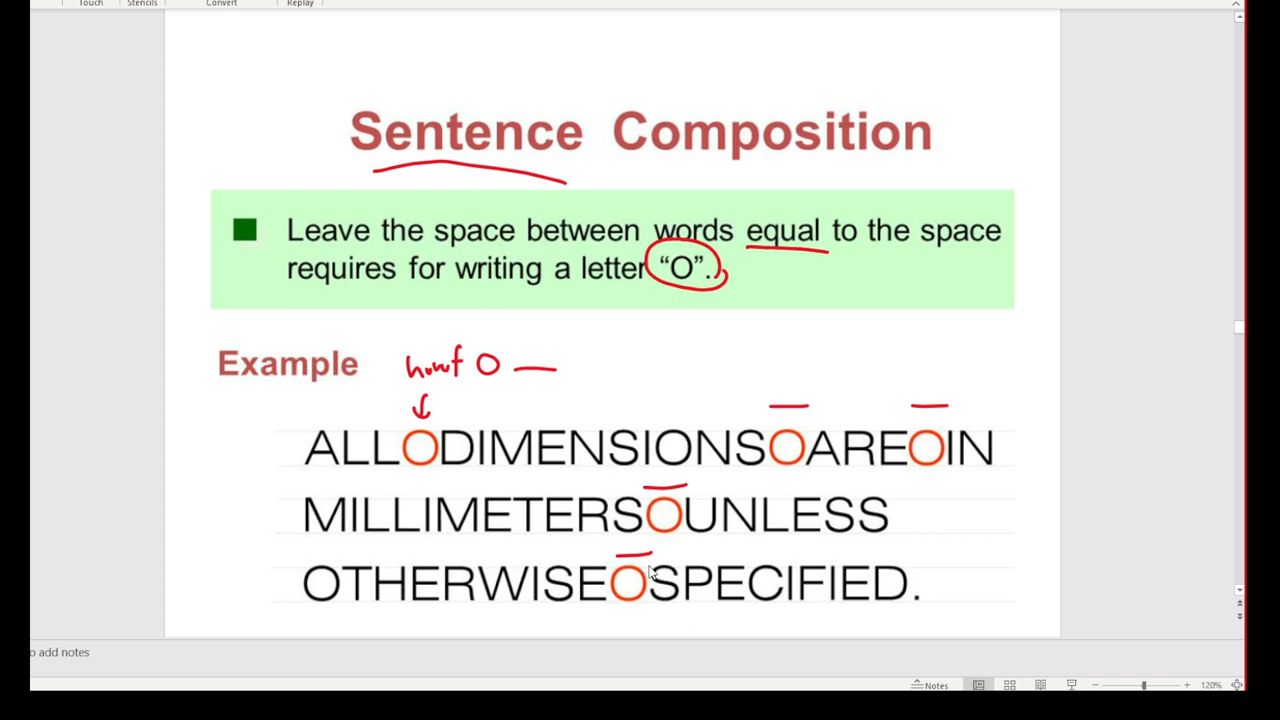 Touch Stencils Convert Replay
Sentence Composition
Leave the space between words equal to the space
requires for writing a letter “O”.
Example O
ALLODIMENSIONSOAREOIN
MILLIMETERSOUNLESS
OTHERWISEOSPECIFIED.
o add notes
Notes 120%